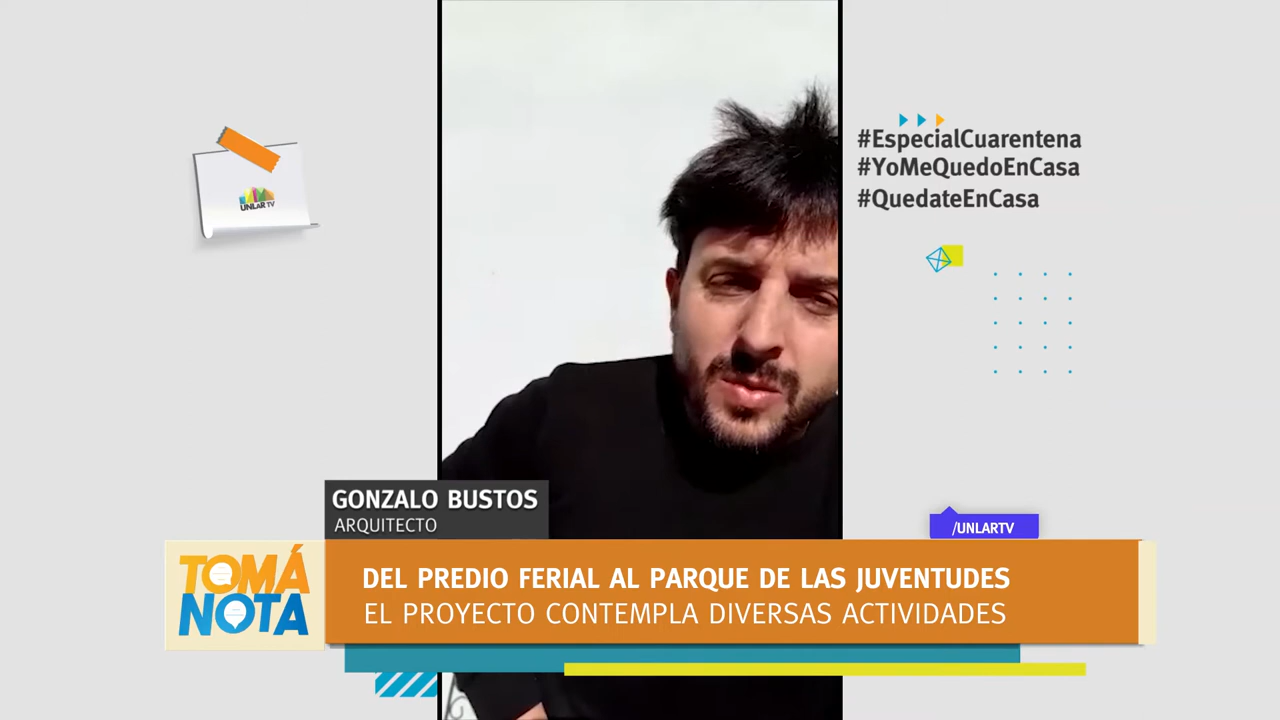 #EspecialCuarentena
#YoMeQuedoEnCasa
#QuedateEnCasa
UNLAR TV
GONZALO BUSTOS
ARQUITECTO
/UNLARTV
TOMÁ
NOTA
DEL PREDIO FERIAL AL PARQUE DE LAS JUVENTUDES
EL PROYECTO CONTEMPLA DIVERSAS ACTIVIDADES